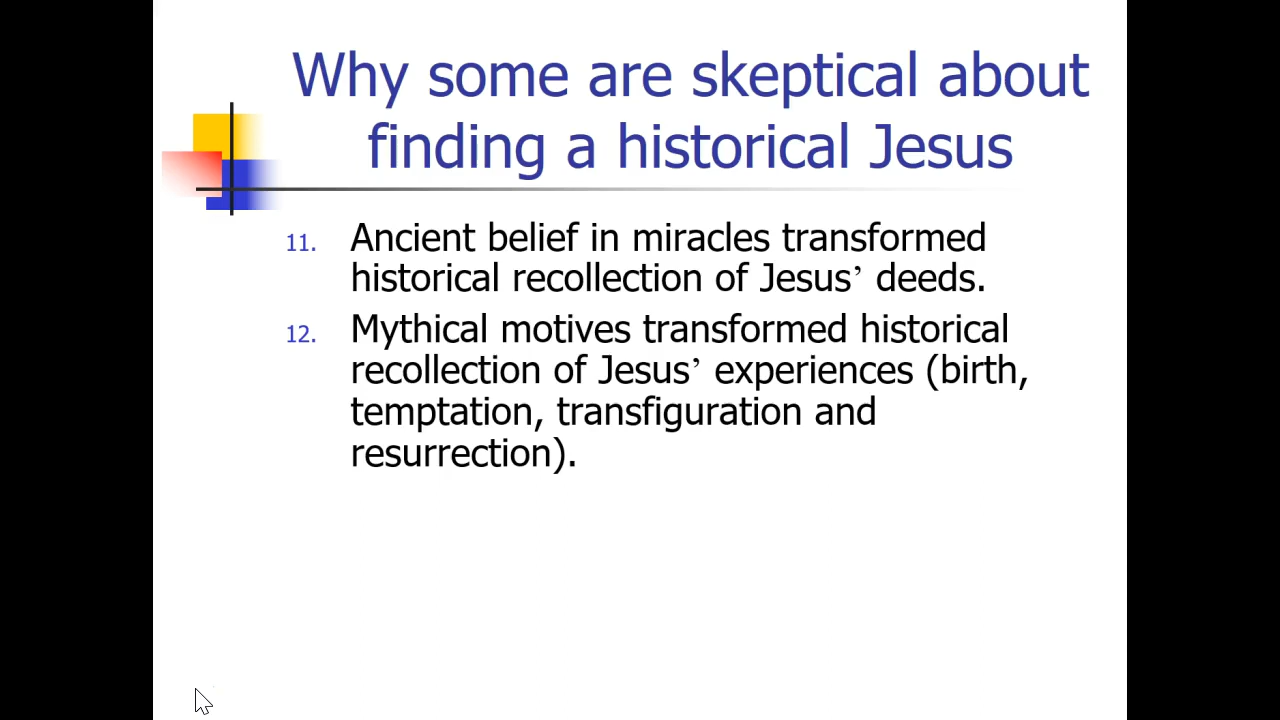 Why some are skeptical about
finding a historical Jesus
11. Ancient belief in miracles transformed
historical recollection of Jesus’ deeds.
12. Mythical motives transformed historical
recollection of Jesus’ experiences (birth,
temptation, transfiguration and
resurrection).